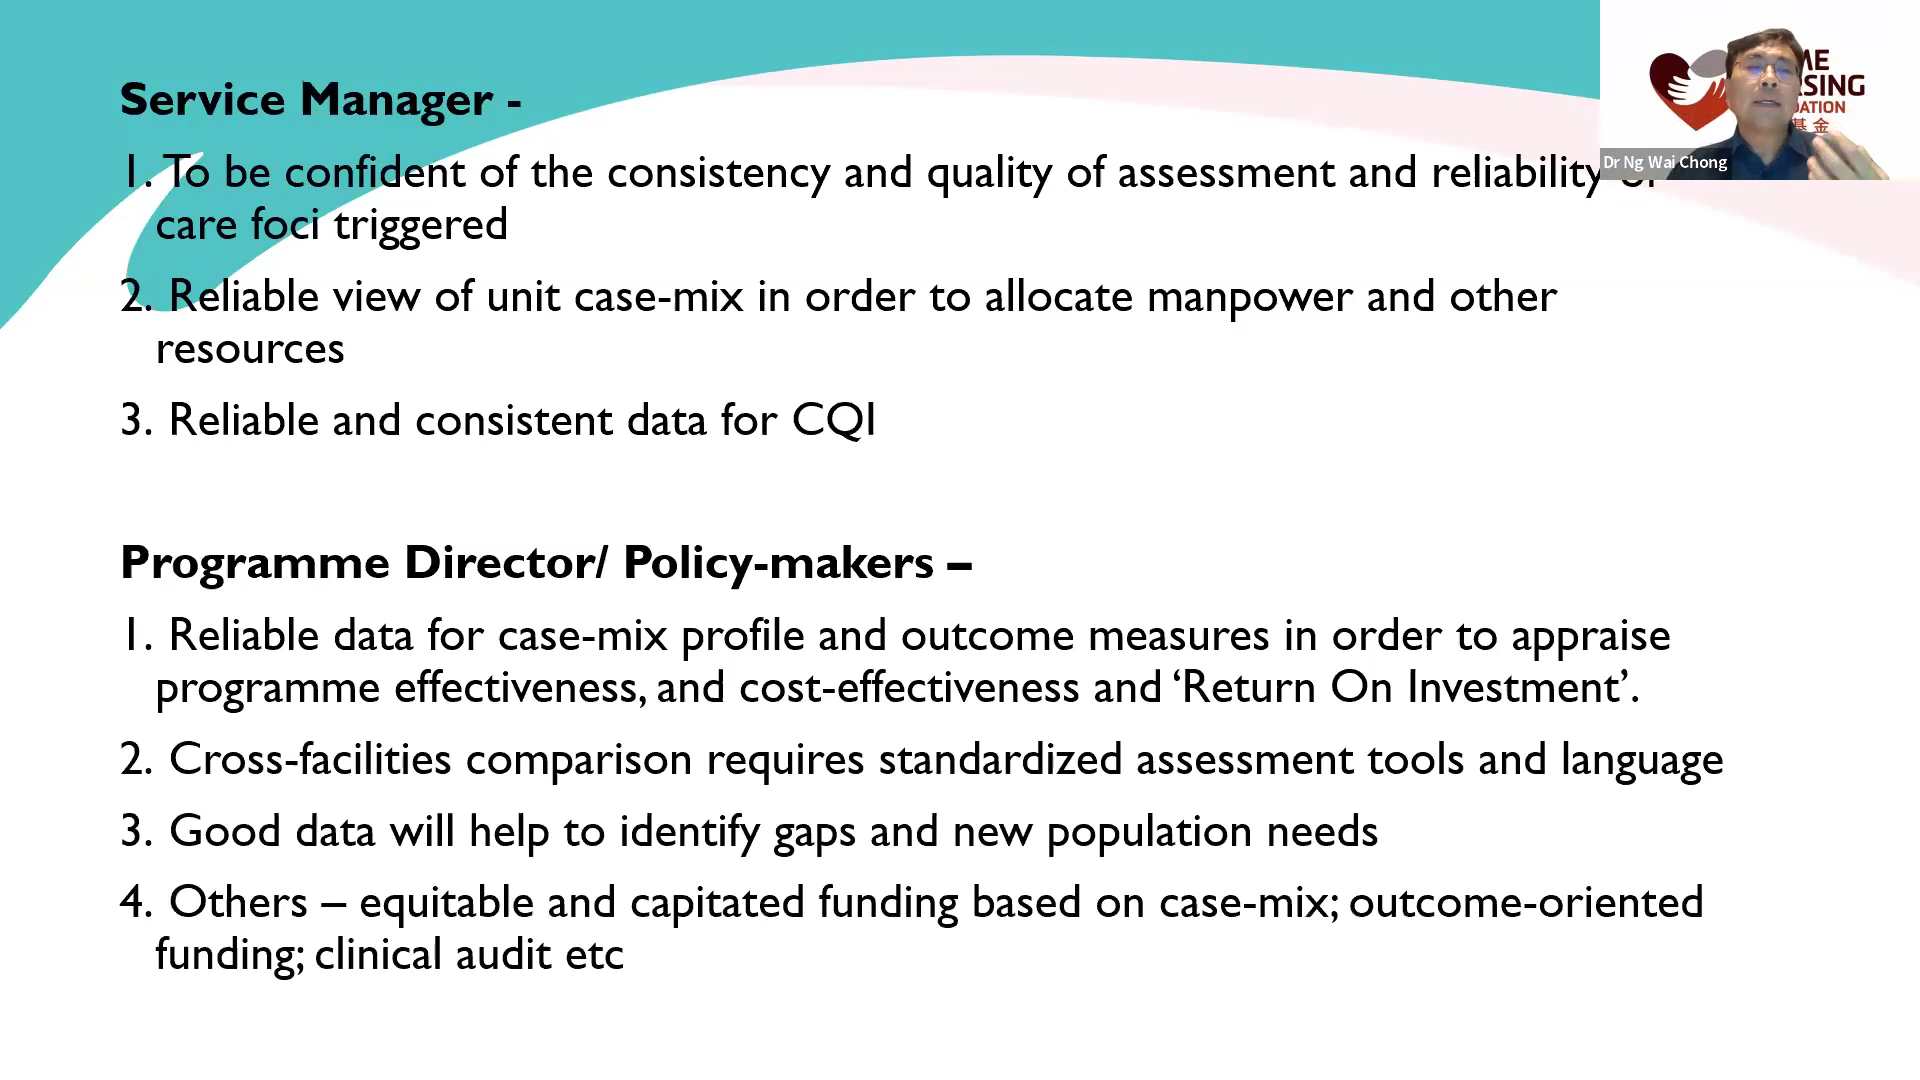 Service Manager -
1. To be confident of the consistency and quality of assessment and reliability of
care foci triggered
2. Reliable view of unit case-mix in order to allocate manpower and other
resources
3. Reliable and consistent data for CQI
Programme Director/ Policy-makers –
1. Reliable data for case-mix profile and outcome measures in order to appraise
programme effectiveness, and cost-effectiveness and ‘Return On Investment’.
2. Cross-facilities comparison requires standardized assessment tools and language
3. Good data will help to identify gaps and new population needs
4. Others – equitable and capitated funding based on case-mix; outcome-oriented
funding; clinical audit etc
Dr Ng Wai Chong